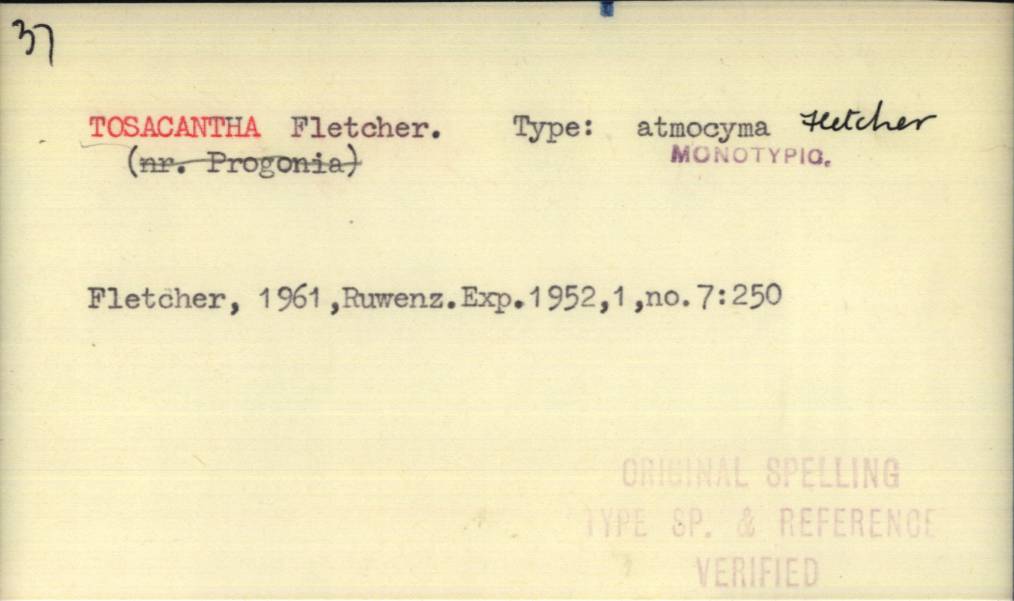 37
TOSACANTHA Fletcher. Type: atmocyma Fletcher
MONOTYPIC.
(nr. Progonia)
Fletcher, 1961,Ruwenz.Exp.1952,1,no.7:250
ORIGINAL SPELLING
TYPE SP. & REFERENCE
VERIFIED